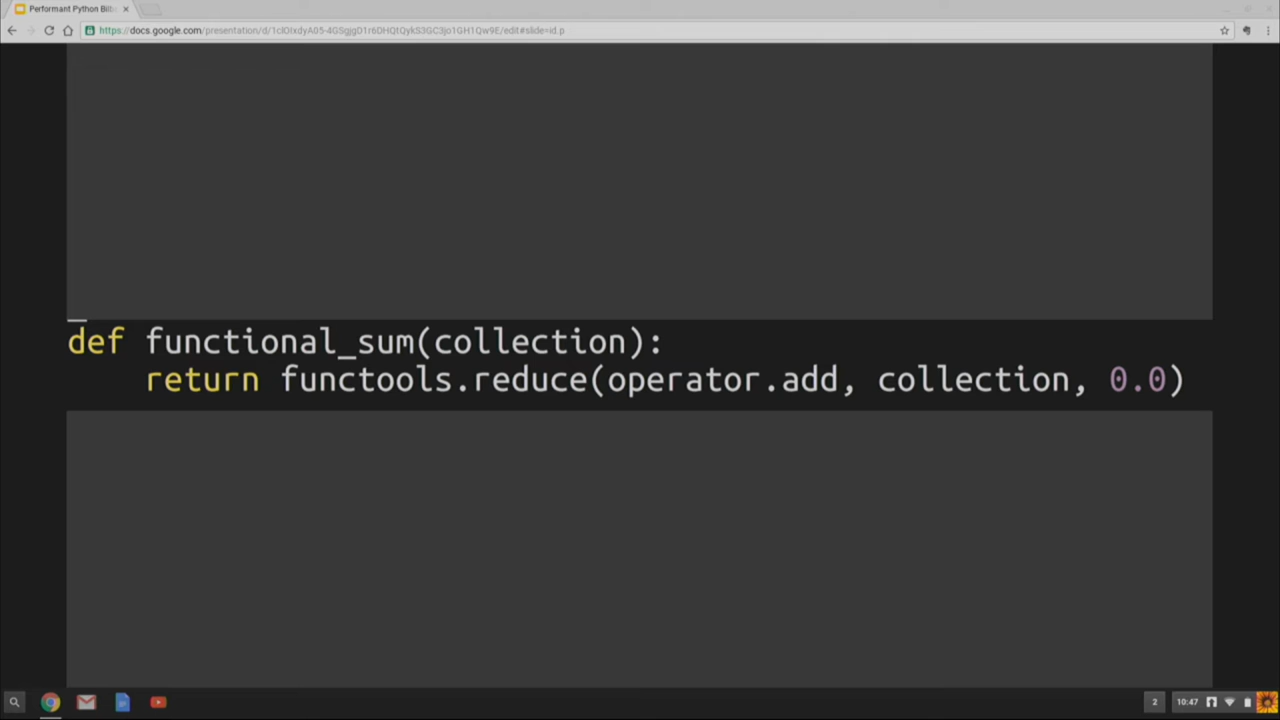 Performant Python Bitb
https://docs.google.com/presentation/d/
def functional_sum(collection):
    return functools.reduce(operator.add, collection, 0.0)
2
10:47